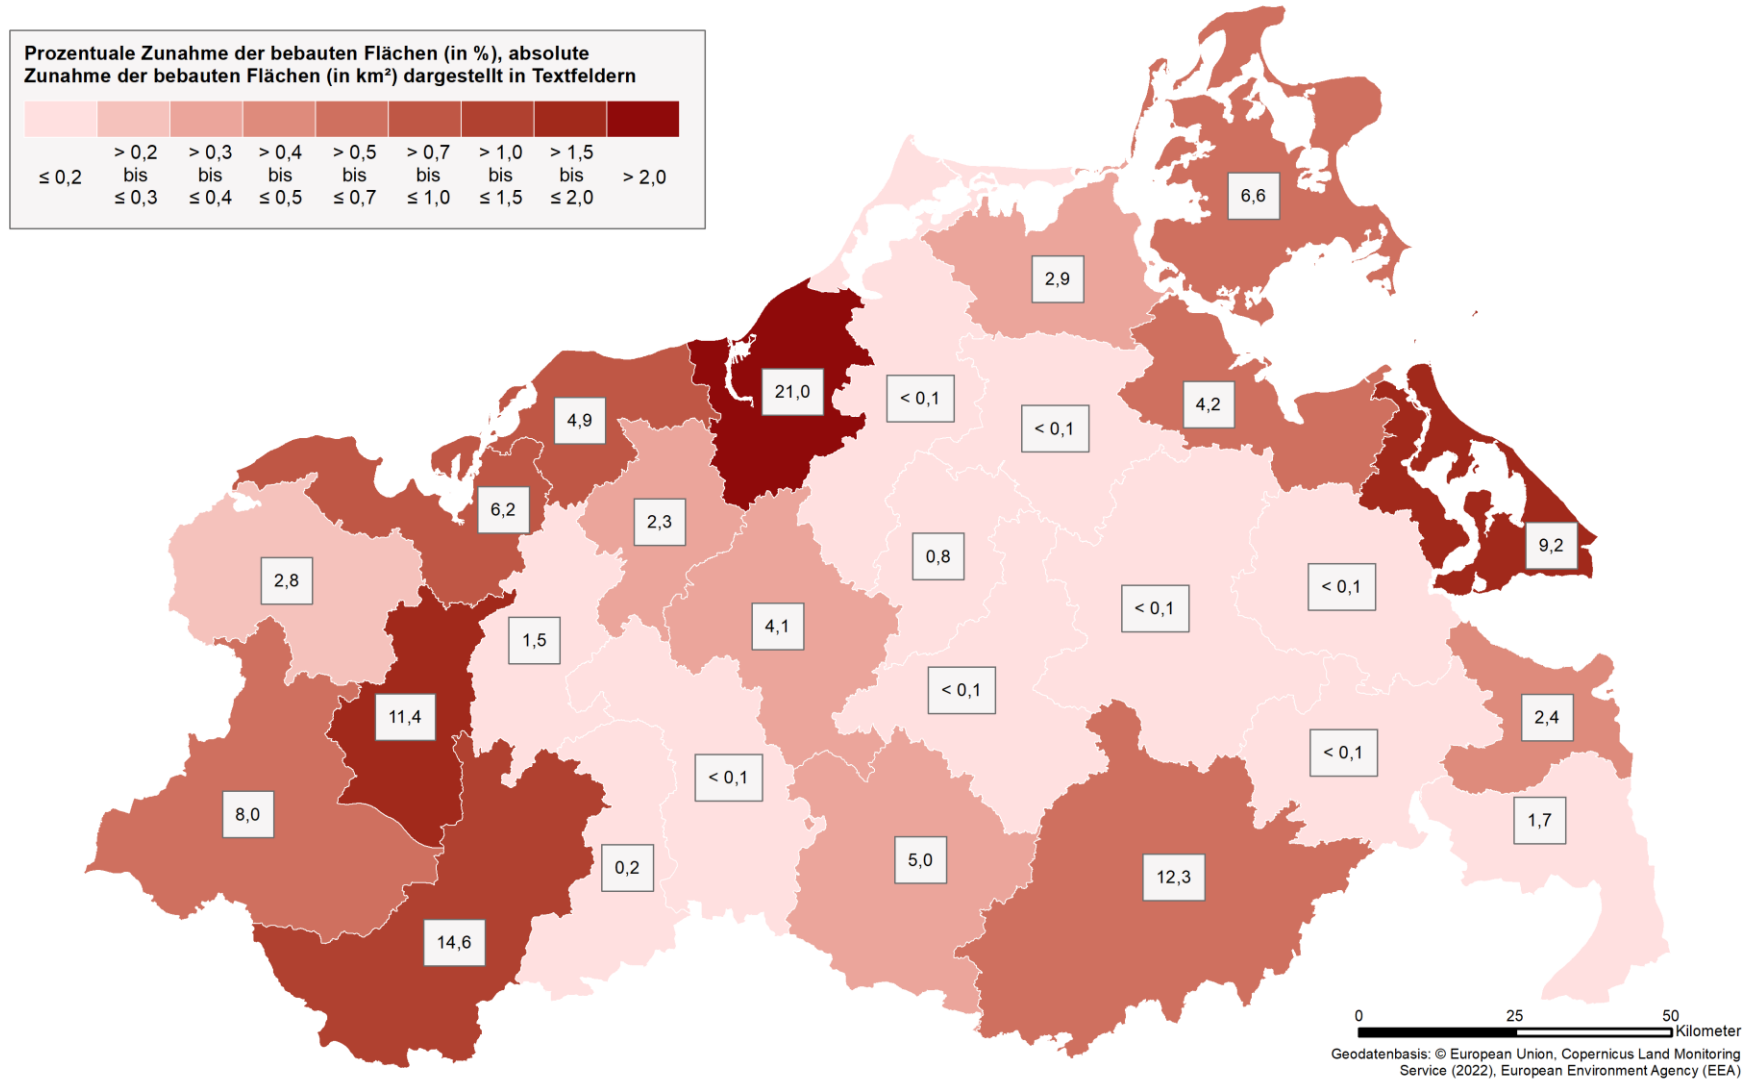 Prozentuale Zunahme der bebauten Flächen (in %), absolute
Zunahme der bebauten Flächen (in km²) dargestellt in Textfeldern
≤ 0,2
> 0,2 bis ≤ 0,3
> 0,3 bis ≤ 0,4
> 0,4 bis ≤ 0,5
> 0,5 bis ≤ 0,7
> 0,7 bis ≤ 1,0
> 1,0 bis ≤ 1,5
> 1,5 bis ≤ 2,0
> 2,0
6,6
2,9
21,0
< 0,1
4,9
4,2
< 0,1
6,2
2,3
9,2
0,8
2,8
< 0,1
< 0,1
4,1
1,5
< 0,1
11,4
2,4
< 0,1
< 0,1
8,0
1,7
5,0
0,2
12,3
14,6
0 25 50
Kilometer
Geodatenbasis: © European Union, Copernicus Land Monitoring
Service (2022), European Environment Agency (EEA)